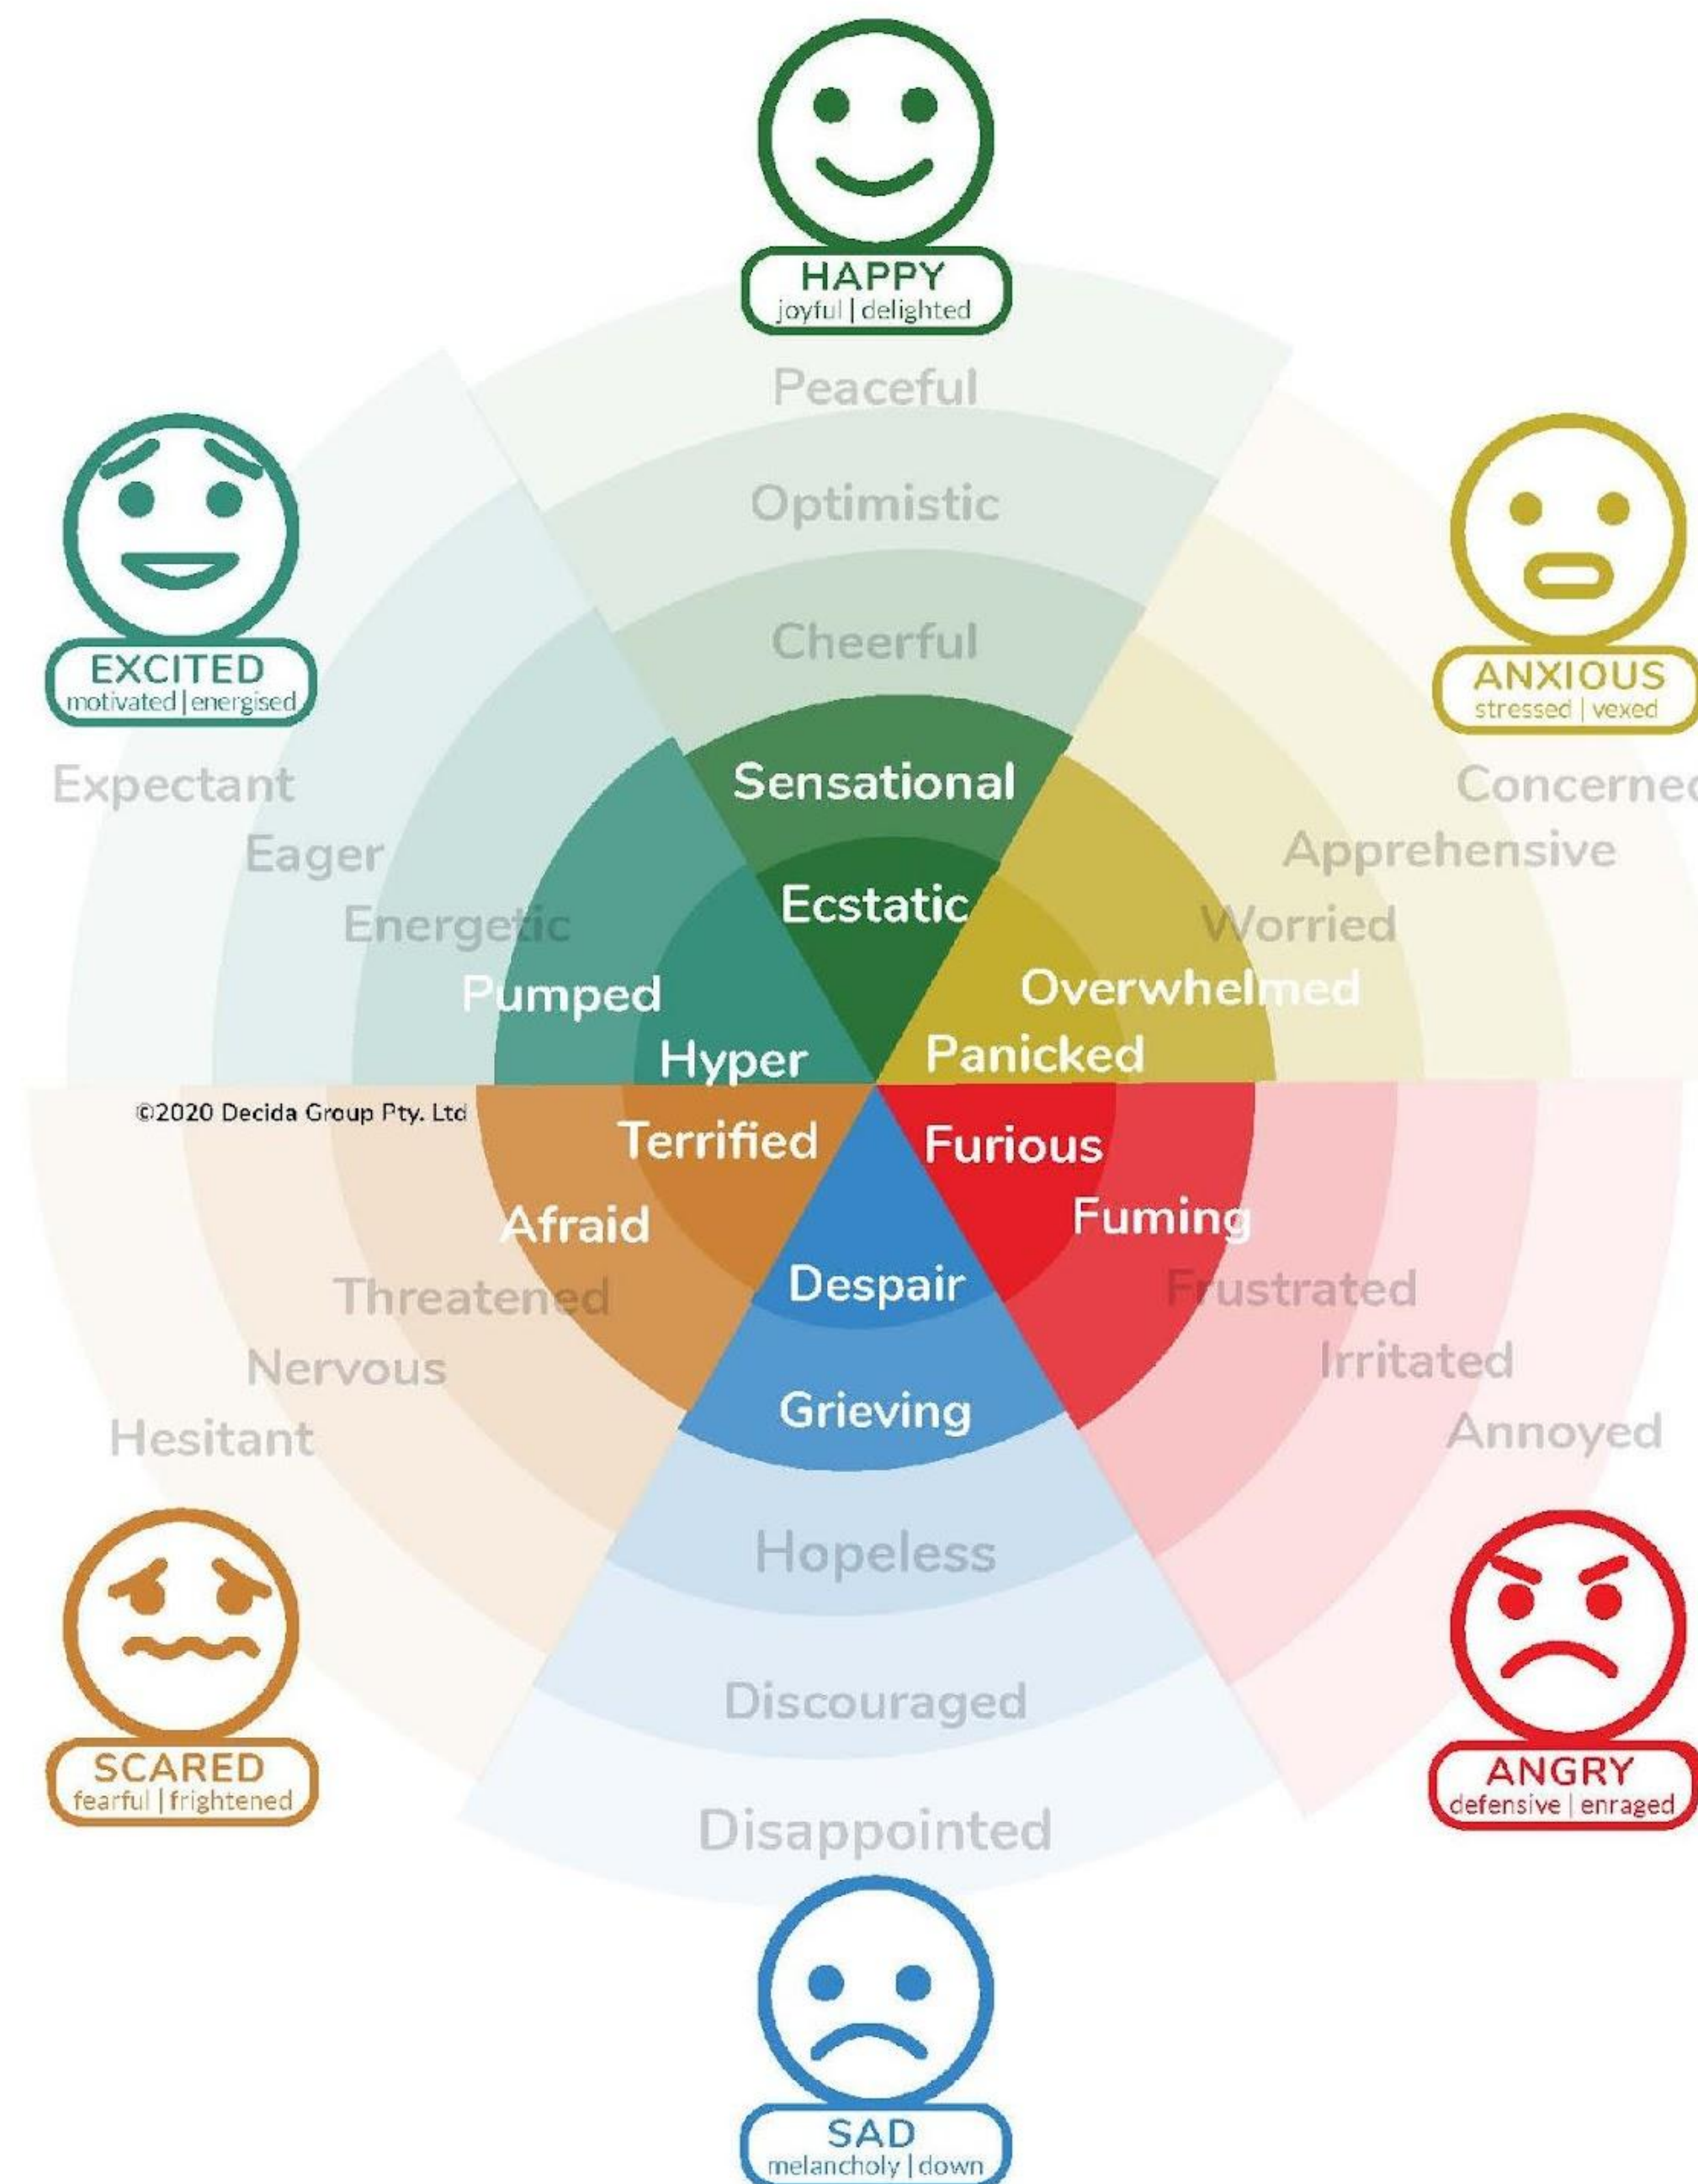 HAPPY
joyful | delighted
Peaceful
Optimistic
Cheerful
Sensational
Ecstatic
EXCITED
motivated | energised
Expectant
Eager
Energetic
Pumped
Hyper
ANXIOUS
stressed | vexed
Concerned
Apprehensive
Worried
Overwhelmed
Panicked
©2020 Decida Group Pty. Ltd
Terrified
Afraid
Threatened
Nervous
Hesitant
SCARED
fearful | frightened
Furious
Fuming
Frustrated
Irritated
Annoyed
ANGRY
defensive | enraged
Despair
Grieving
Hopeless
Discouraged
Disappointed
SAD
melancholy | down